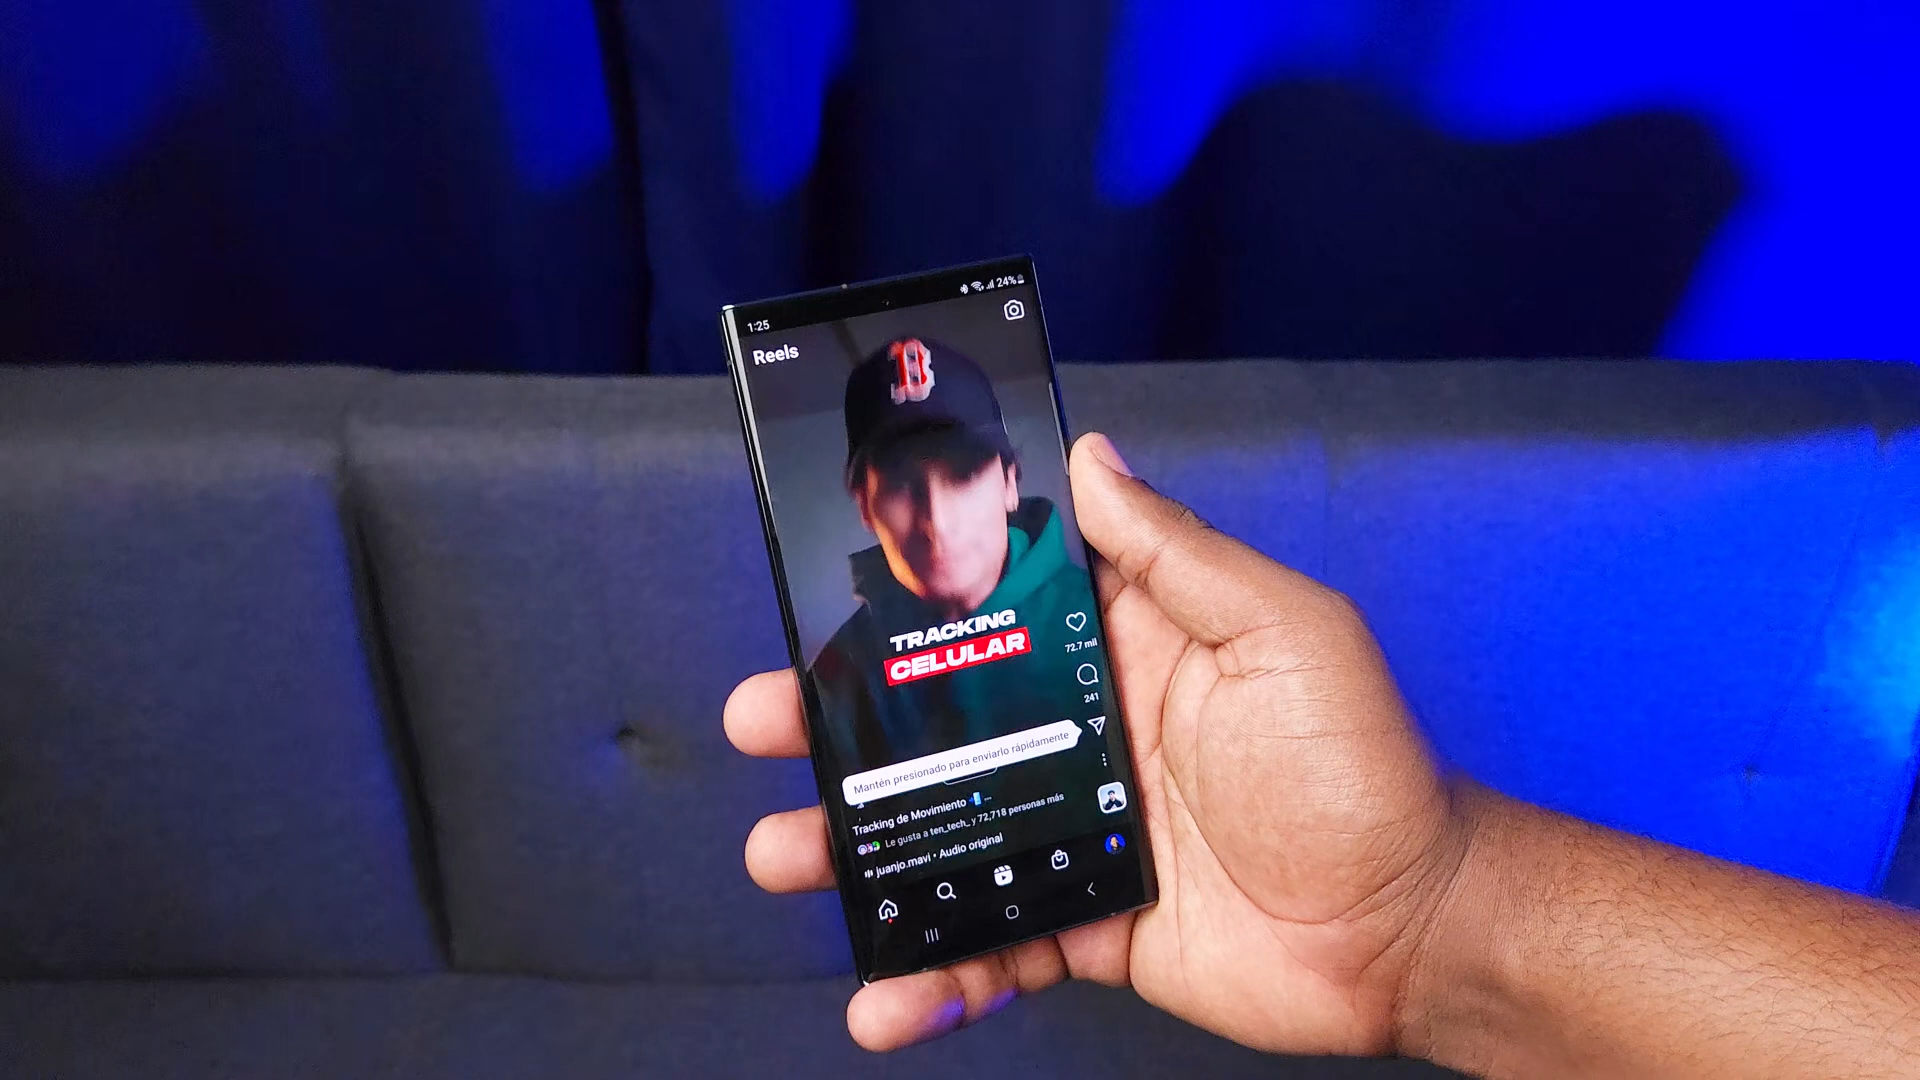 24%
1:25
Reels
B
TRACKING
CELULAR
72.7 mil
241
Mantén presionado para enviarlo rápidamente
Tracking de Movimiento ...
Le gusta a ten_tech_ y 72,718 personas más
juanjo.mavi • Audio original